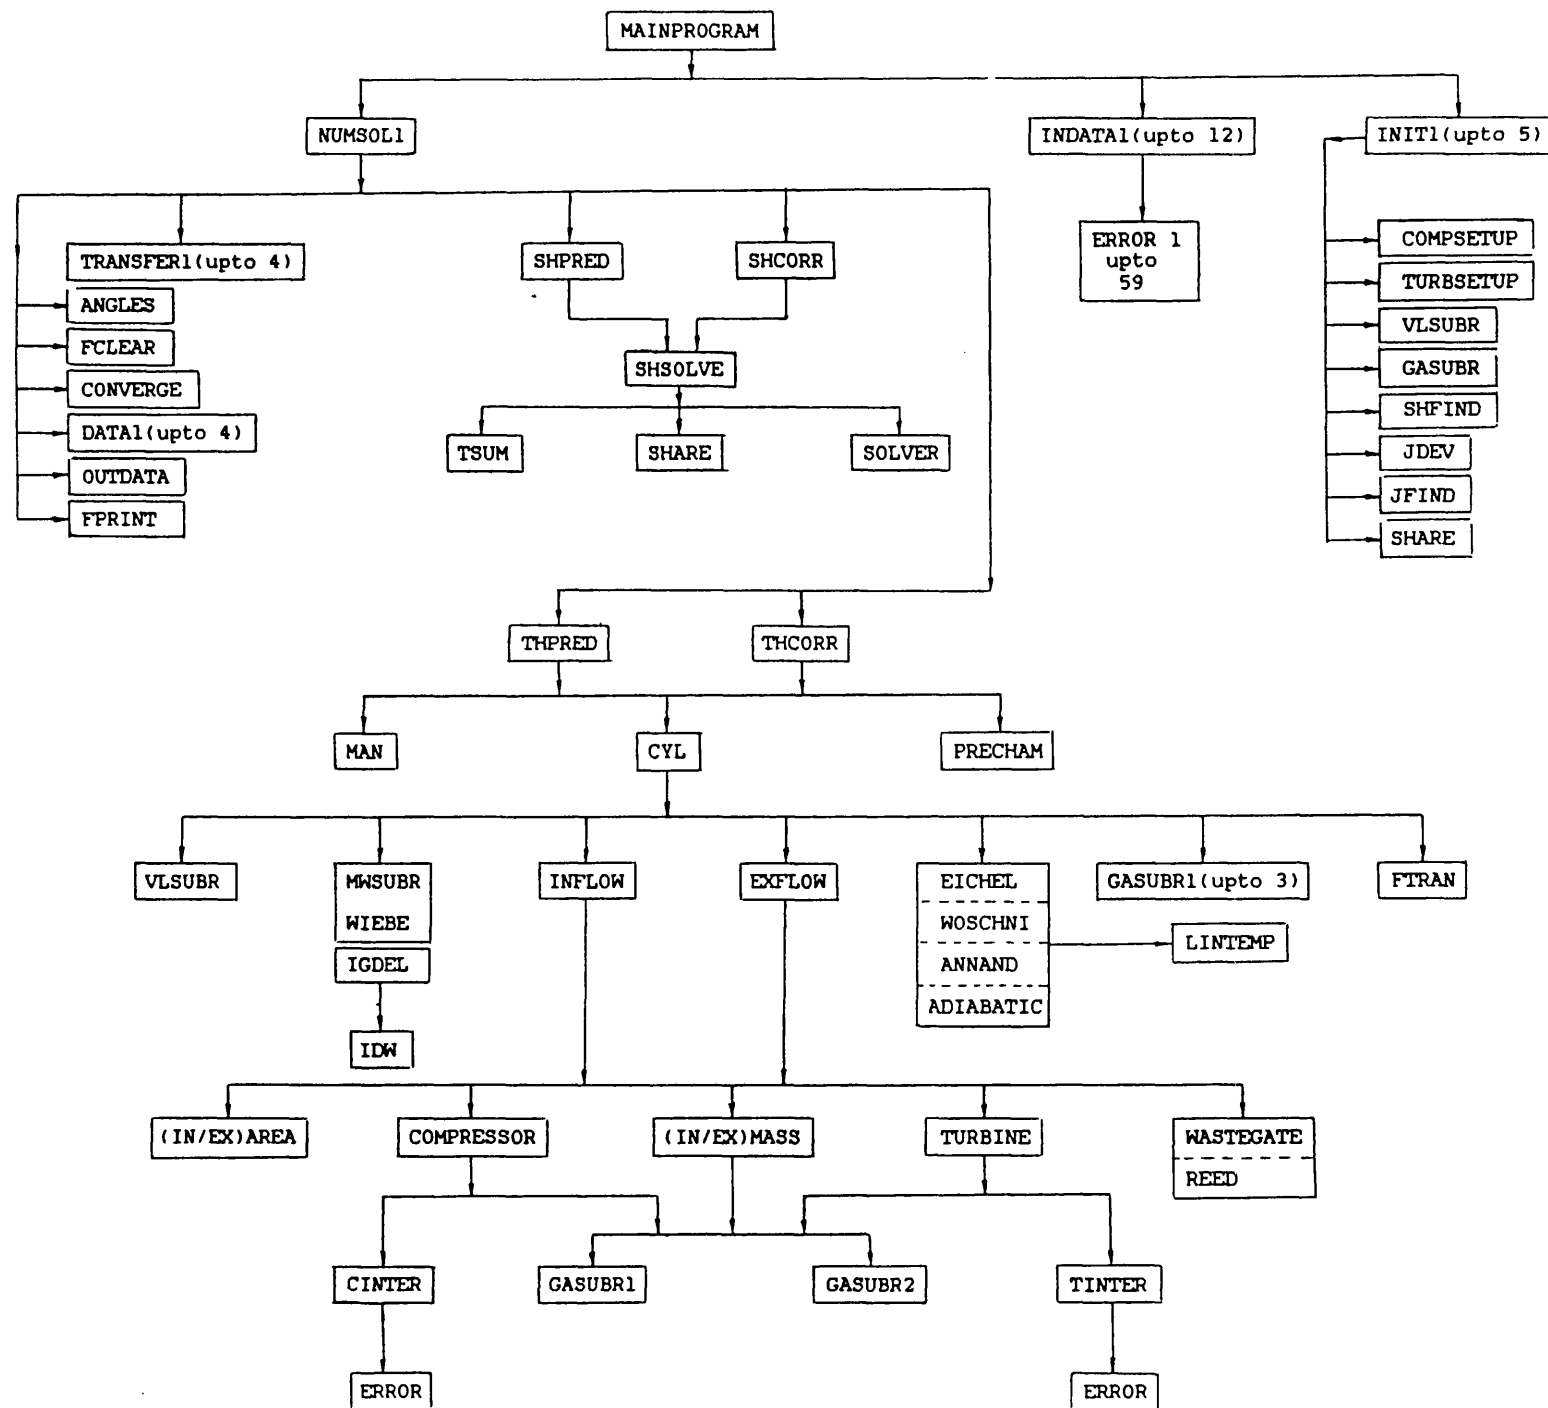 MAINPROGRAM
NUMSOL1
INDATA1(upto 12)
INIT1(upto 5)
TRANSFER1(upto 4)
ANGLES
FCLEAR
CONVERGE
DATA1(upto 4)
OUTDATA
FPRINT
SHPRED
SHCORR
SHSOLVE
TSUM
SHARE
SOLVER
ERROR 1
upto
59
COMPSETUP
TURBSETUP
VLSUBR
GASUBR
SHFIND
JDEV
JFIND
SHARE
THPRED
THCORR
MAN
CYL
PRECHAM
VLSUBR
MWSUBR
WIEBE
IGDEL
IDW
INFLOW
EXFLOW
EICHEL
WOSCHNI
ANNAND
ADIABATIC
LINTEMP
GASUBR1(upto 3)
FTRAN
(IN/EX)AREA
COMPRESSOR
(IN/EX)MASS
TURBINE
WASTEGATE
REED
CINTER
GASUBR1
GASUBR2
TINTER
ERROR
ERROR